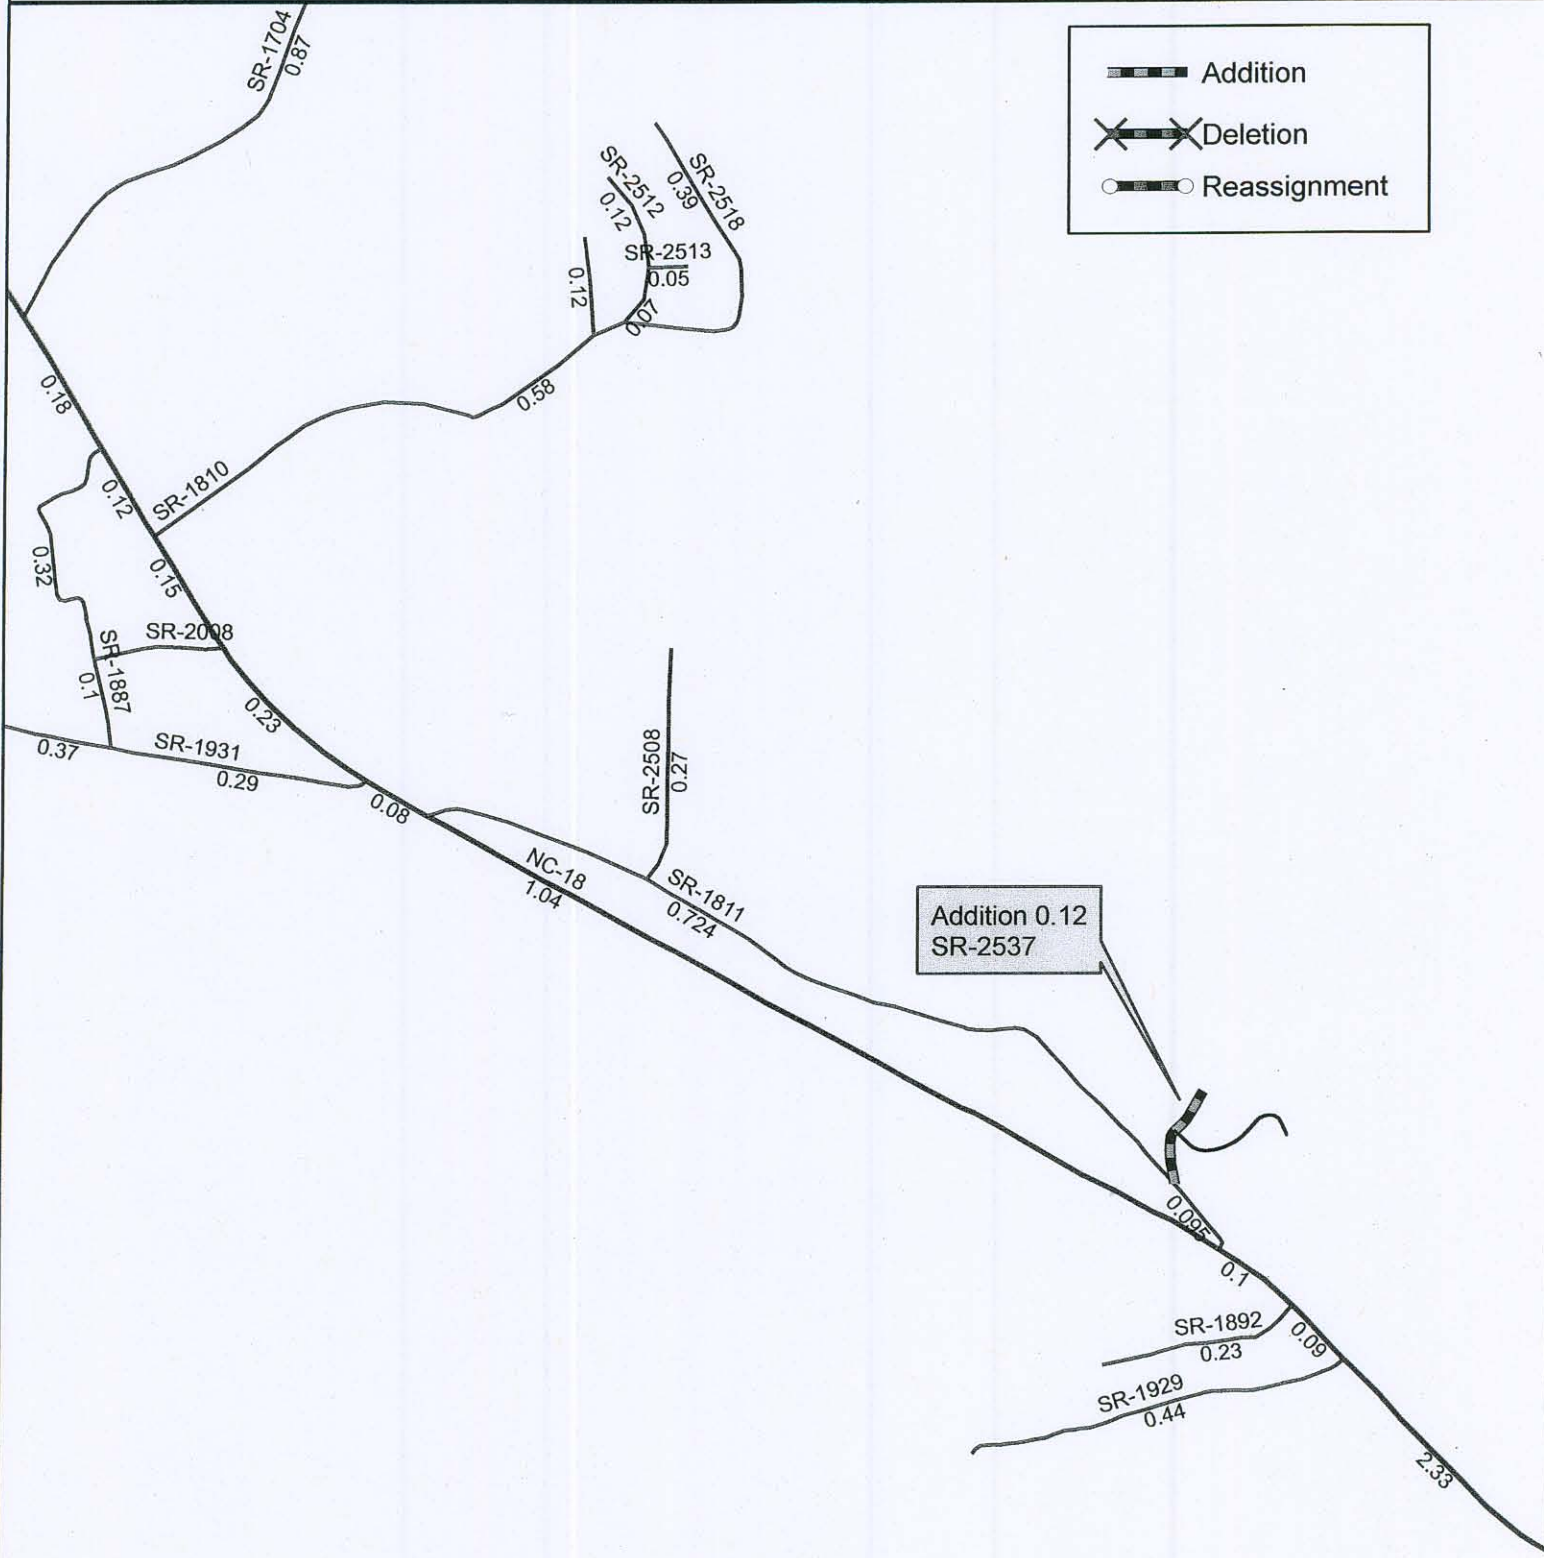 SR-1704
0.87
Addition
Deletion
Reassignment
SR-2512
0.12
SR-2518
0.39
SR-2513
0.05
0.12
0.07
0.58
0.18
SR-1810
0.12
0.32
0.15
SR-2008
SR-1887
0.1
0.23
0.37
SR-1931
0.29
0.08
SR-2508
0.27
NC-18
1.04
SR-1811
0.724
Addition 0.12
SR-2537
0.095
0.1
SR-1892
0.23
0.09
SR-1929
0.44
2.33